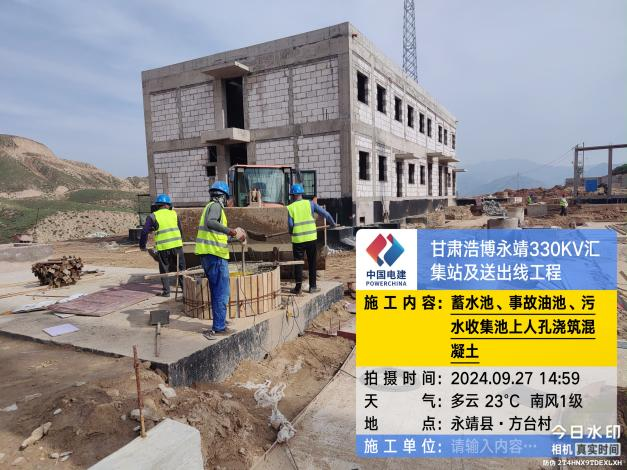 中国电建
POWERCHINA
甘肃浩博永靖330KV汇
集站及送出线工程
施工内容：蓄水池、事故油池、污
水收集池上人孔浇筑混
凝土
拍摄时间：2024.09.27 14:59
天气：多云 23℃ 南风1级
地点：永靖县·方台村
施工单位：请输入内容…
今日水印
相机 真实时间
防伪 2T4HNX9TDEXLXH